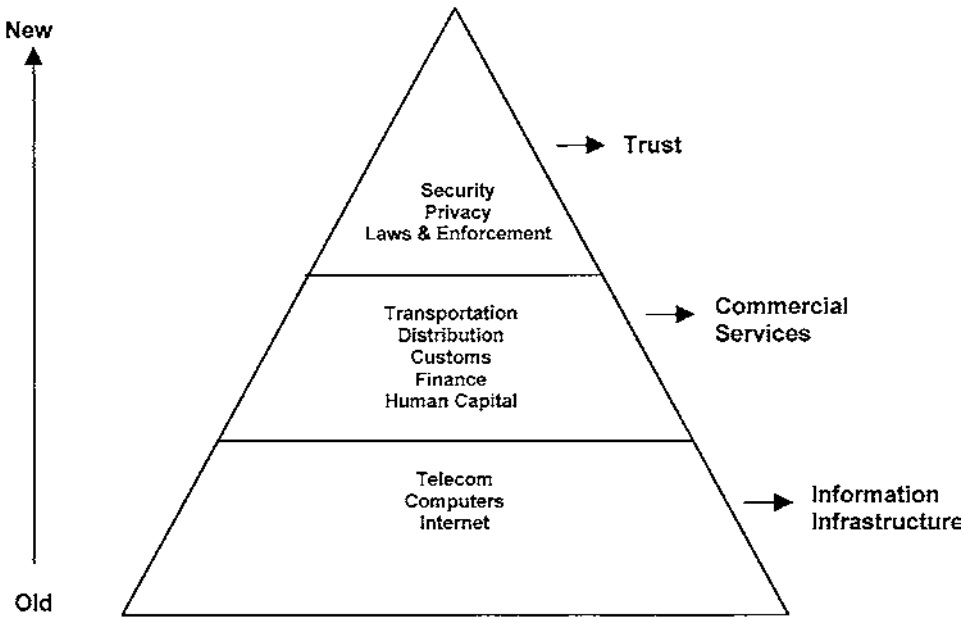 New
Trust
Security
Privacy
Laws & Enforcement
Commercial
Services
Transportation
Distribution
Customs
Finance
Human Capital
Telecom
Computers
Internet
Information
Infrastructure
Old